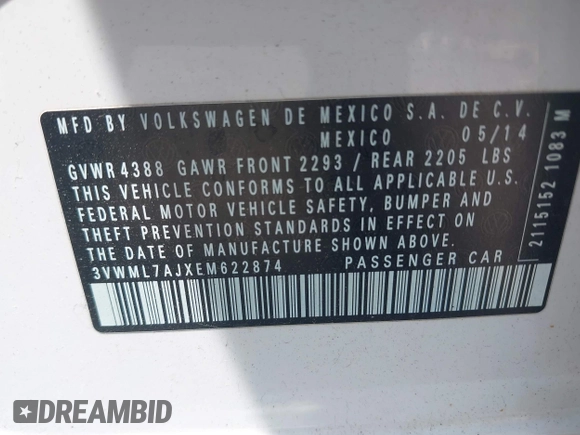 MFD BY VOLKSWAGEN DE MEXICO S.A. DE C.V.
MEXICO 05/14
GVWR 4388 GAWR FRONT 2293 / REAR 2205 LBS
THIS VEHICLE CONFORMS TO ALL APPLICABLE U.S.
FEDERAL MOTOR VEHICLE SAFETY, BUMPER AND
THEFT PREVENTION STANDARDS IN EFFECT ON
THE DATE OF MANUFACTURE SHOWN ABOVE.
3VWML7AJXEM622874 PASSENGER CAR
2115152 1083 M
DREAMBID